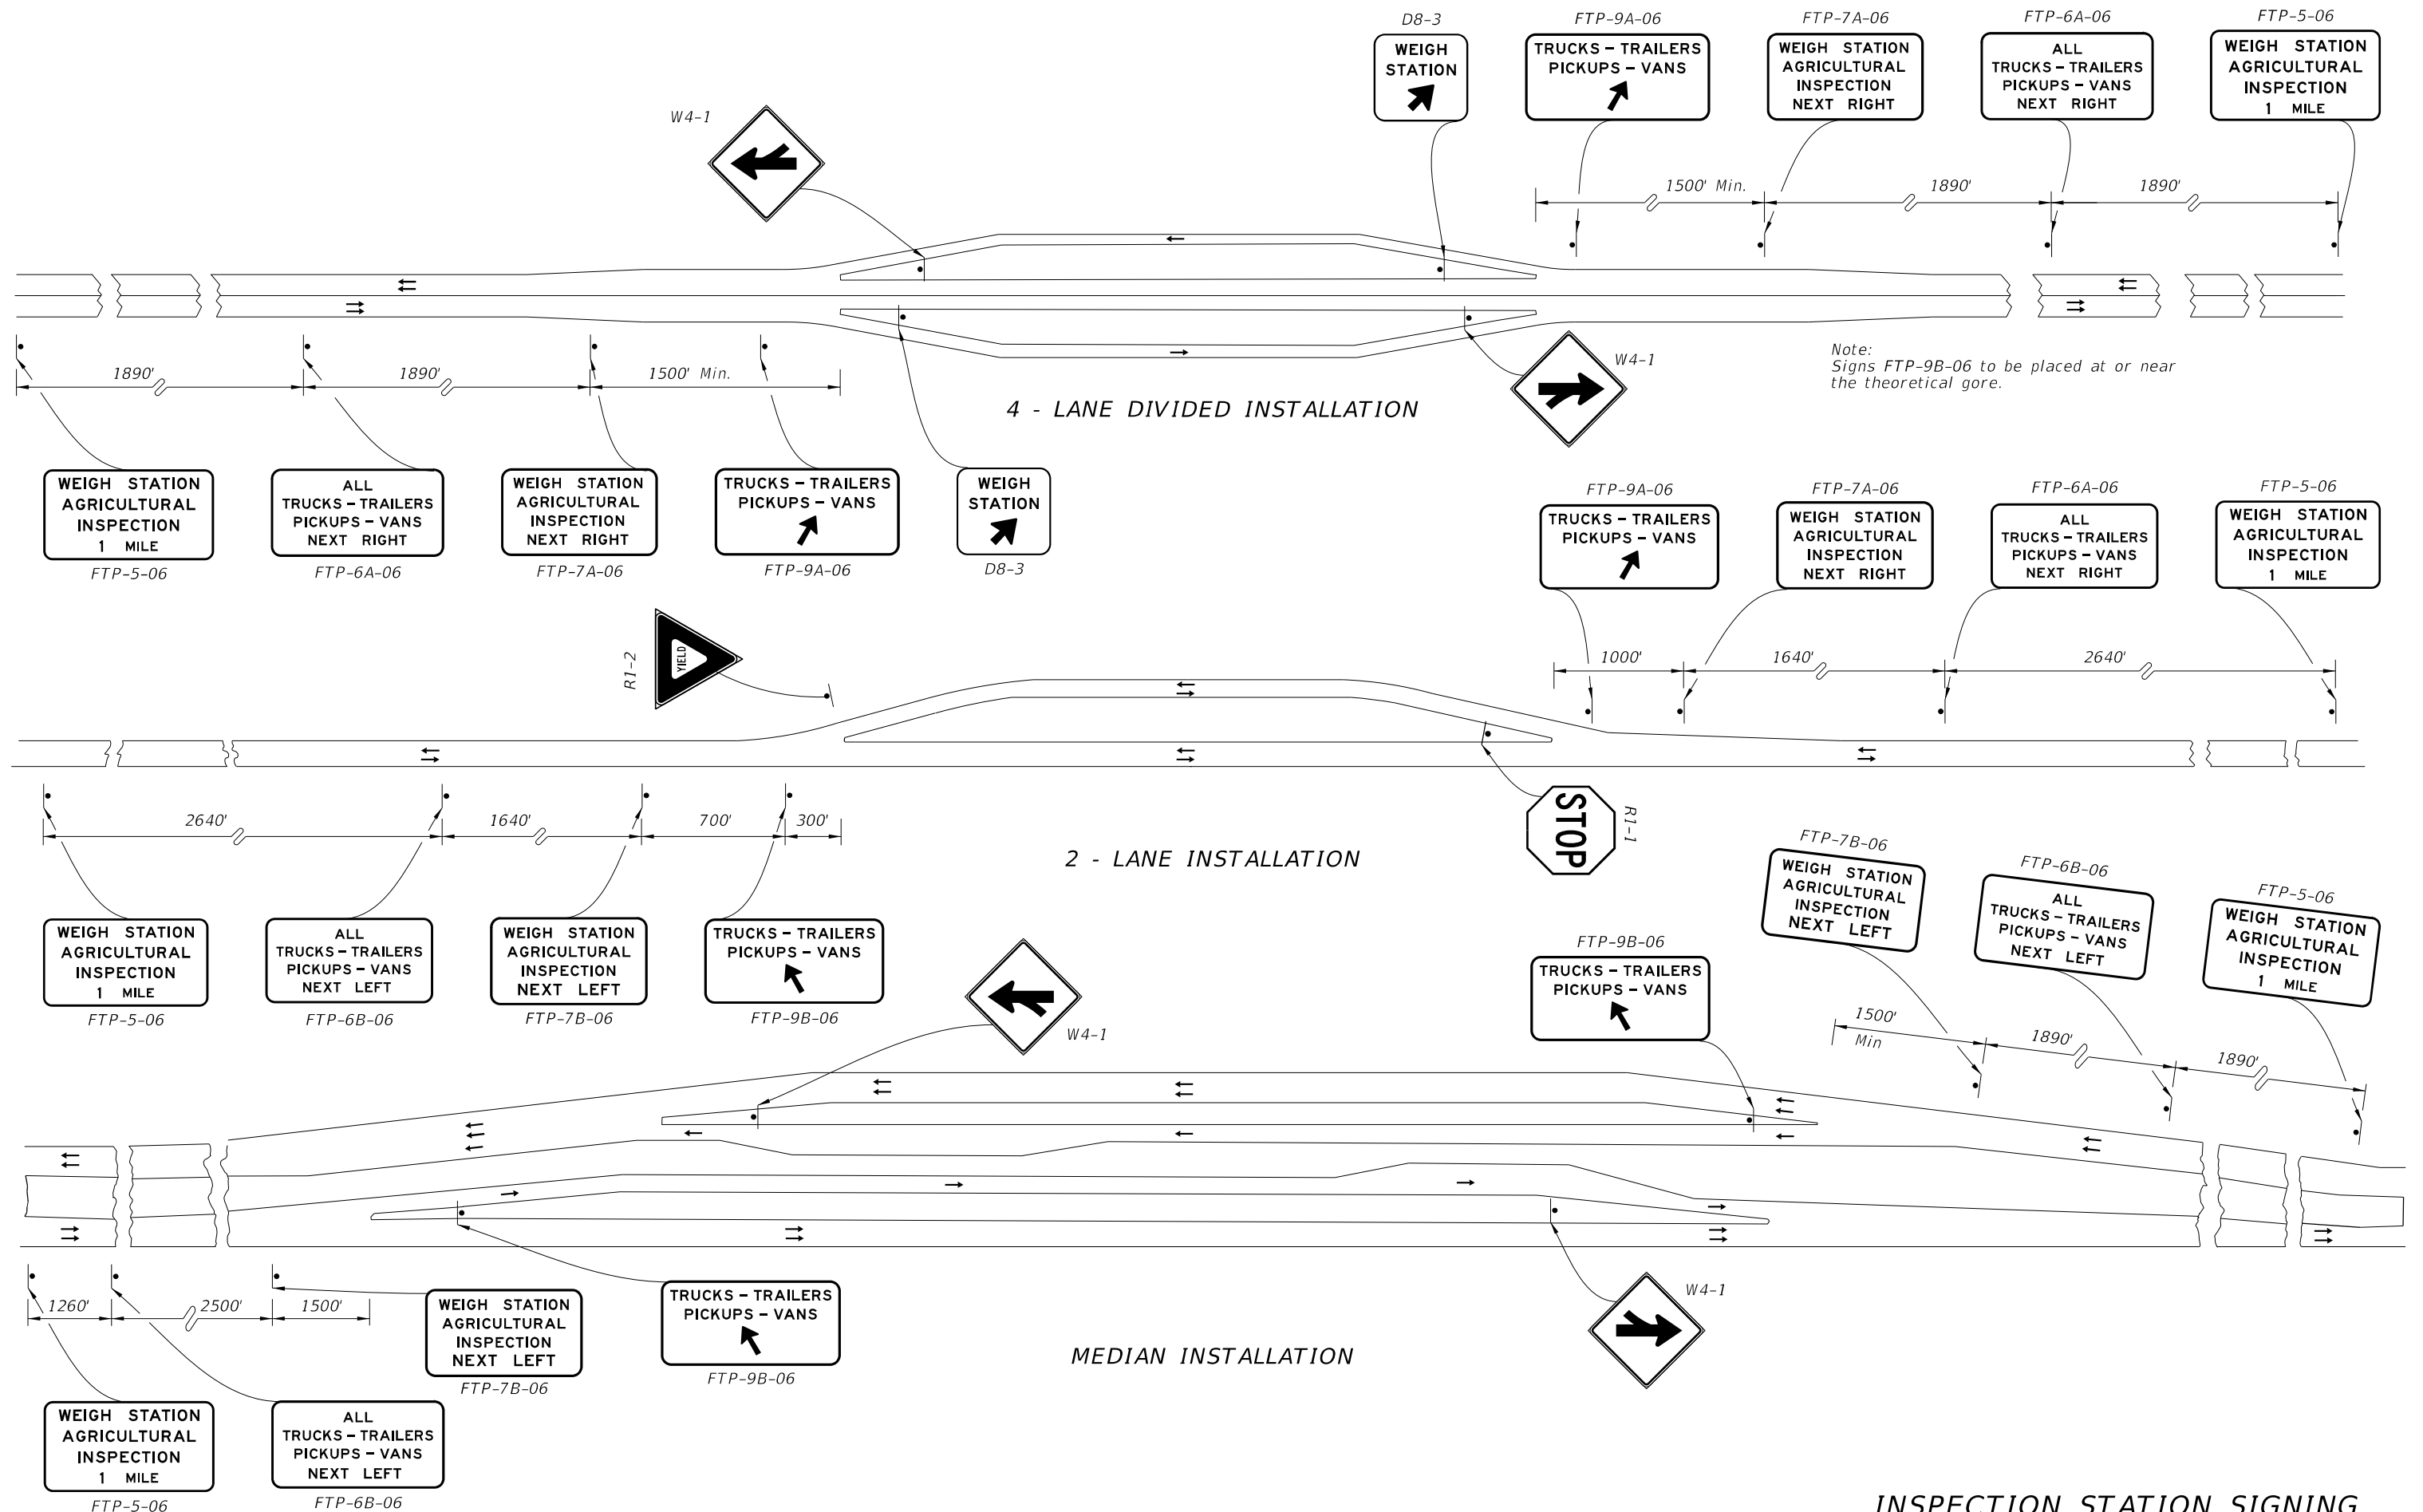 D8-3
WEIGH
STATION
FTP-9A-06
TRUCKS - TRAILERS
PICKUPS - VANS
FTP-7A-06
WEIGH STATION
AGRICULTURAL
INSPECTION
NEXT RIGHT
FTP-6A-06
ALL
TRUCKS - TRAILERS
PICKUPS - VANS
NEXT RIGHT
FTP-5-06
WEIGH STATION
AGRICULTURAL
INSPECTION
1 MILE
W4-1
1500' Min.
1890'
1890'
1890'
1890'
1500' Min.
W4-1
Note:
Signs FTP-9B-06 to be placed at or near
the theoretical gore.
4 - LANE DIVIDED INSTALLATION
WEIGH STATION
AGRICULTURAL
INSPECTION
1 MILE
FTP-5-06
ALL
TRUCKS - TRAILERS
PICKUPS - VANS
NEXT RIGHT
FTP-6A-06
WEIGH STATION
AGRICULTURAL
INSPECTION
NEXT RIGHT
FTP-7A-06
TRUCKS - TRAILERS
PICKUPS - VANS
FTP-9A-06
WEIGH
STATION
D8-3
FTP-9A-06
TRUCKS - TRAILERS
PICKUPS - VANS
FTP-7A-06
WEIGH STATION
AGRICULTURAL
INSPECTION
NEXT RIGHT
FTP-6A-06
ALL
TRUCKS - TRAILERS
PICKUPS - VANS
NEXT RIGHT
FTP-5-06
WEIGH STATION
AGRICULTURAL
INSPECTION
1 MILE
R1-2
YIELD
1000'
1640'
2640'
2640'
1640'
700'
300'
STOP
R1-1
2 - LANE INSTALLATION
WEIGH STATION
AGRICULTURAL
INSPECTION
1 MILE
FTP-5-06
ALL
TRUCKS - TRAILERS
PICKUPS - VANS
NEXT LEFT
FTP-6B-06
WEIGH STATION
AGRICULTURAL
INSPECTION
NEXT LEFT
FTP-7B-06
TRUCKS - TRAILERS
PICKUPS - VANS
FTP-9B-06
W4-1
FTP-9B-06
TRUCKS - TRAILERS
PICKUPS - VANS
FTP-7B-06
WEIGH STATION
AGRICULTURAL
INSPECTION
NEXT LEFT
FTP-6B-06
ALL
TRUCKS - TRAILERS
PICKUPS - VANS
NEXT LEFT
FTP-5-06
WEIGH STATION
AGRICULTURAL
INSPECTION
1 MILE
1500'
Min
1890'
1890'
1260'
2500'
1500'
WEIGH STATION
AGRICULTURAL
INSPECTION
NEXT LEFT
FTP-7B-06
TRUCKS - TRAILERS
PICKUPS - VANS
FTP-9B-06
W4-1
MEDIAN INSTALLATION
WEIGH STATION
AGRICULTURAL
INSPECTION
1 MILE
FTP-5-06
ALL
TRUCKS - TRAILERS
PICKUPS - VANS
NEXT LEFT
FTP-6B-06
INSPECTION STATION SIGNING